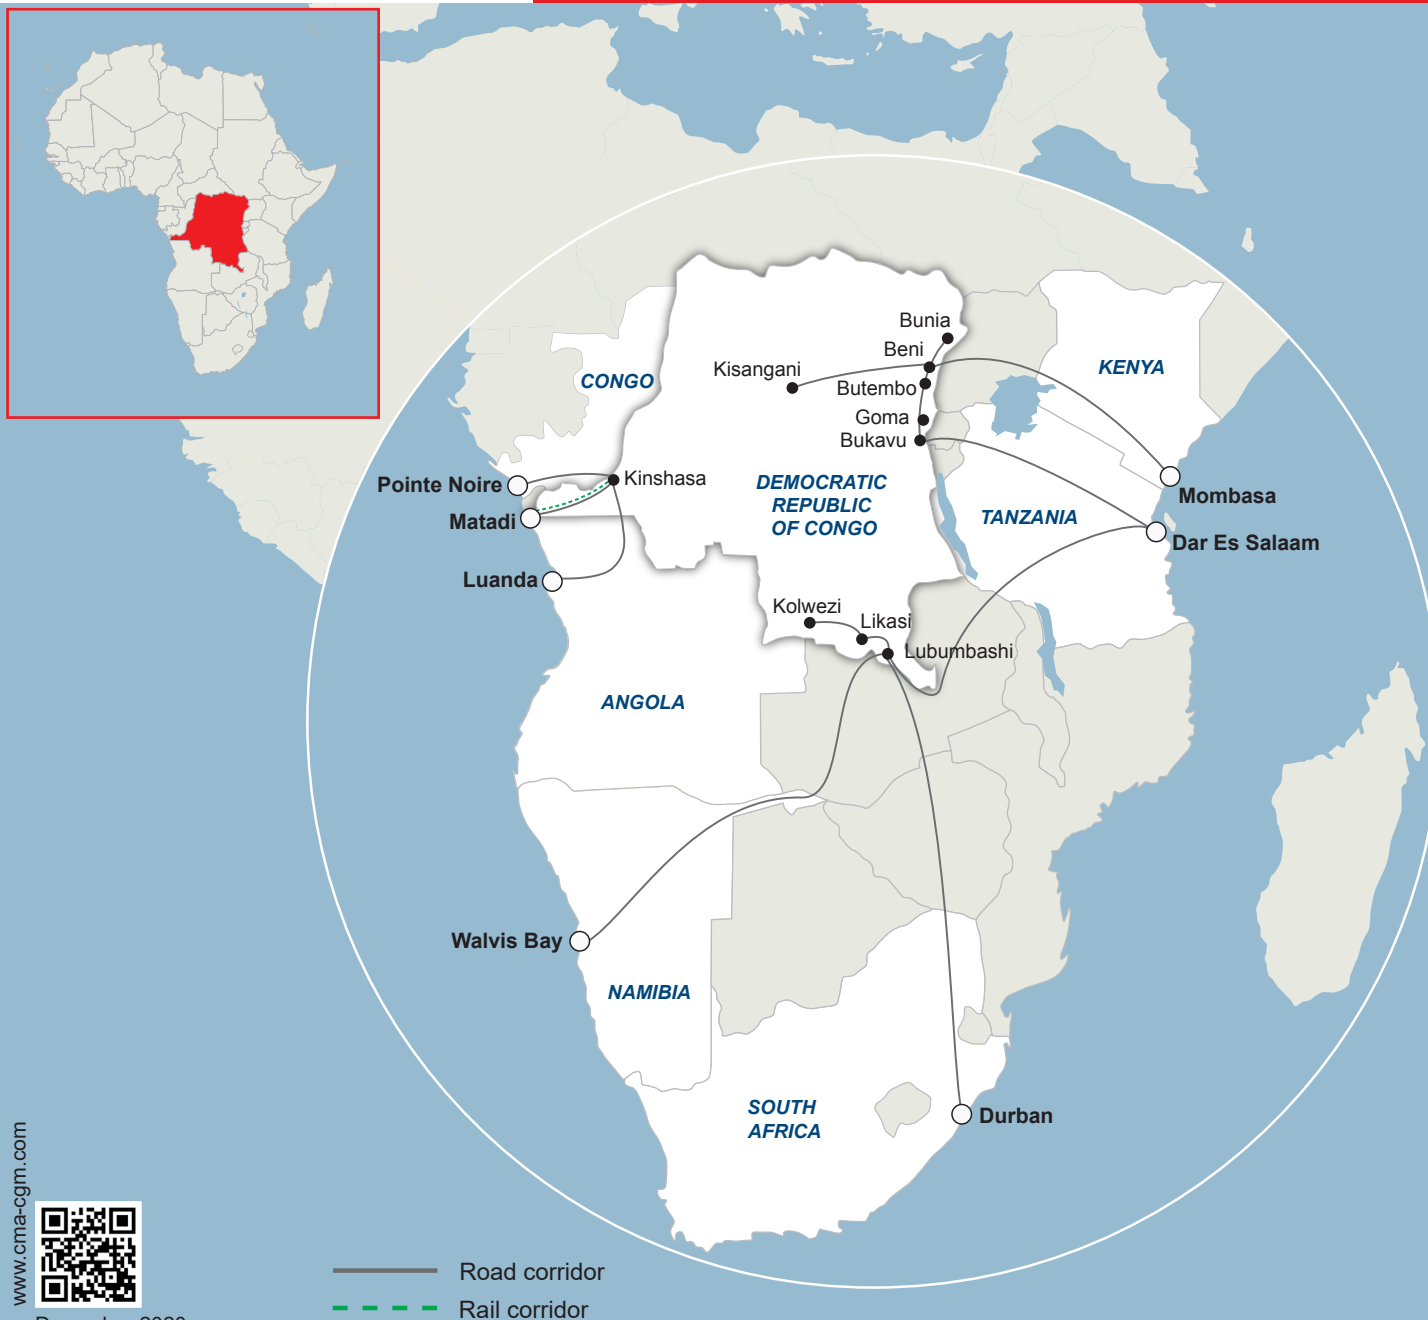 Bunia
Beni
Kisangani
KENYA
CONGO
Butembo
Goma
Bukavu
Pointe Noire
Kinshasa
DEMOCRATIC
REPUBLIC
OF CONGO
Mombasa
Matadi
TANZANIA
Dar Es Salaam
Luanda
Kolwezi
Likasi
Lubumbashi
ANGOLA
Walvis Bay
NAMIBIA
SOUTH
AFRICA
Durban
www.cma-cgm.com
Road corridor
Rail corridor